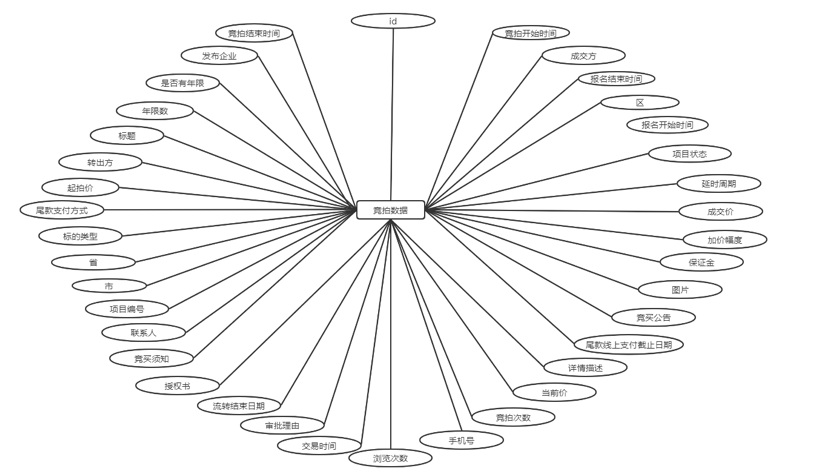 id
竞拍结束时间
竞拍开始时间
发布企业
成交方
是否有年限
报名结束时间
年限数
区
标题
报名开始时间
转出方
项目状态
起拍价
延时周期
尾款支付方式
竞拍数据
成交价
标的类型
加价幅度
省
保证金
市
图片
项目编号
竞买公告
联系人
尾款线上支付截止日期
竞买须知
详情描述
授权书
当前价
流转结束日期
竞拍次数
审批理由
手机号
交易时间
浏览次数